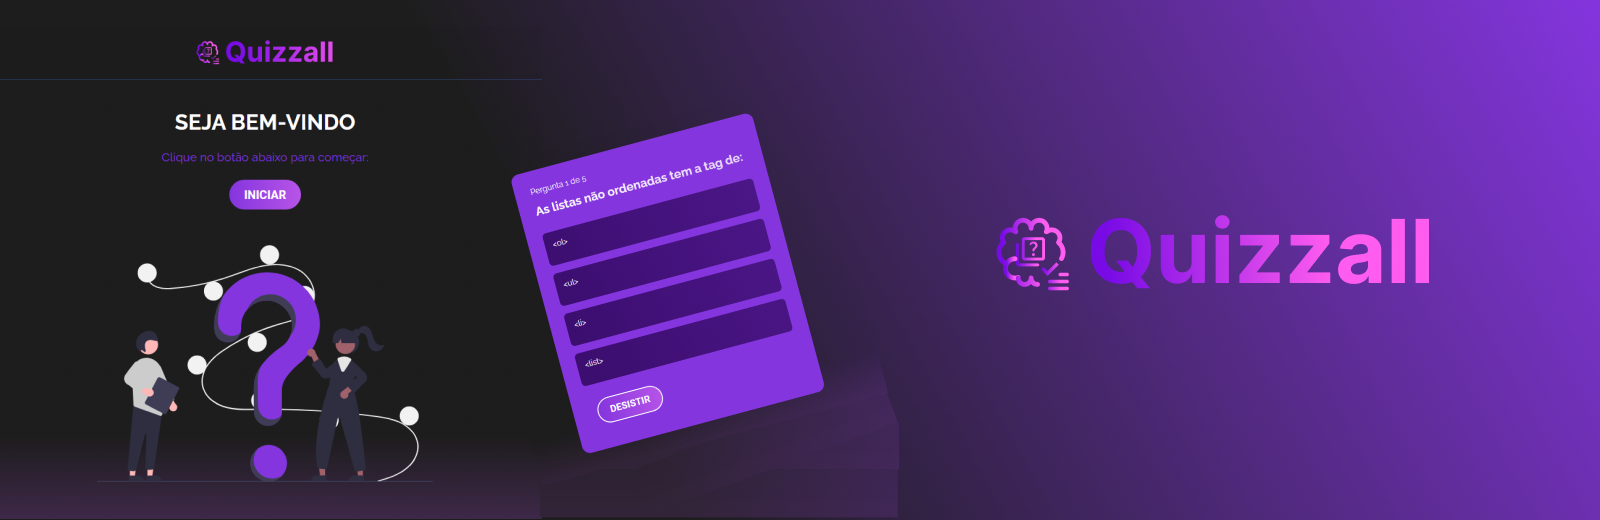 Quizzall
SEJA BEM-VINDO
Clique no botão abaixo para começar:
INICIAR
Pergunta 1 de 5
As listas não ordenadas tem a tag de:
<ol>
<ul>
<li>
<list>
DESISTIR
Quizzall